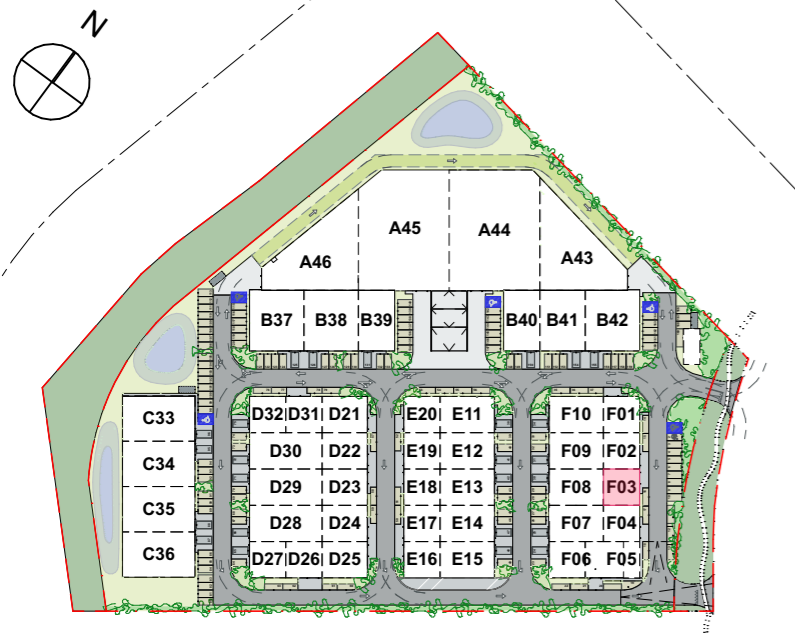 N
A45
A44
A46
A43
B37 B38 B39
B40 B41 B42
C33
C34
C35
C36
D32 D31 D21
D30 D22
D29 D23
D28 D24
D27 D26 D25
E20 E11
E19 E12
E18 E13
E17 E14
E16 E15
F10 F01
F09 F02
F08 F03
F07 F04
F06 F05